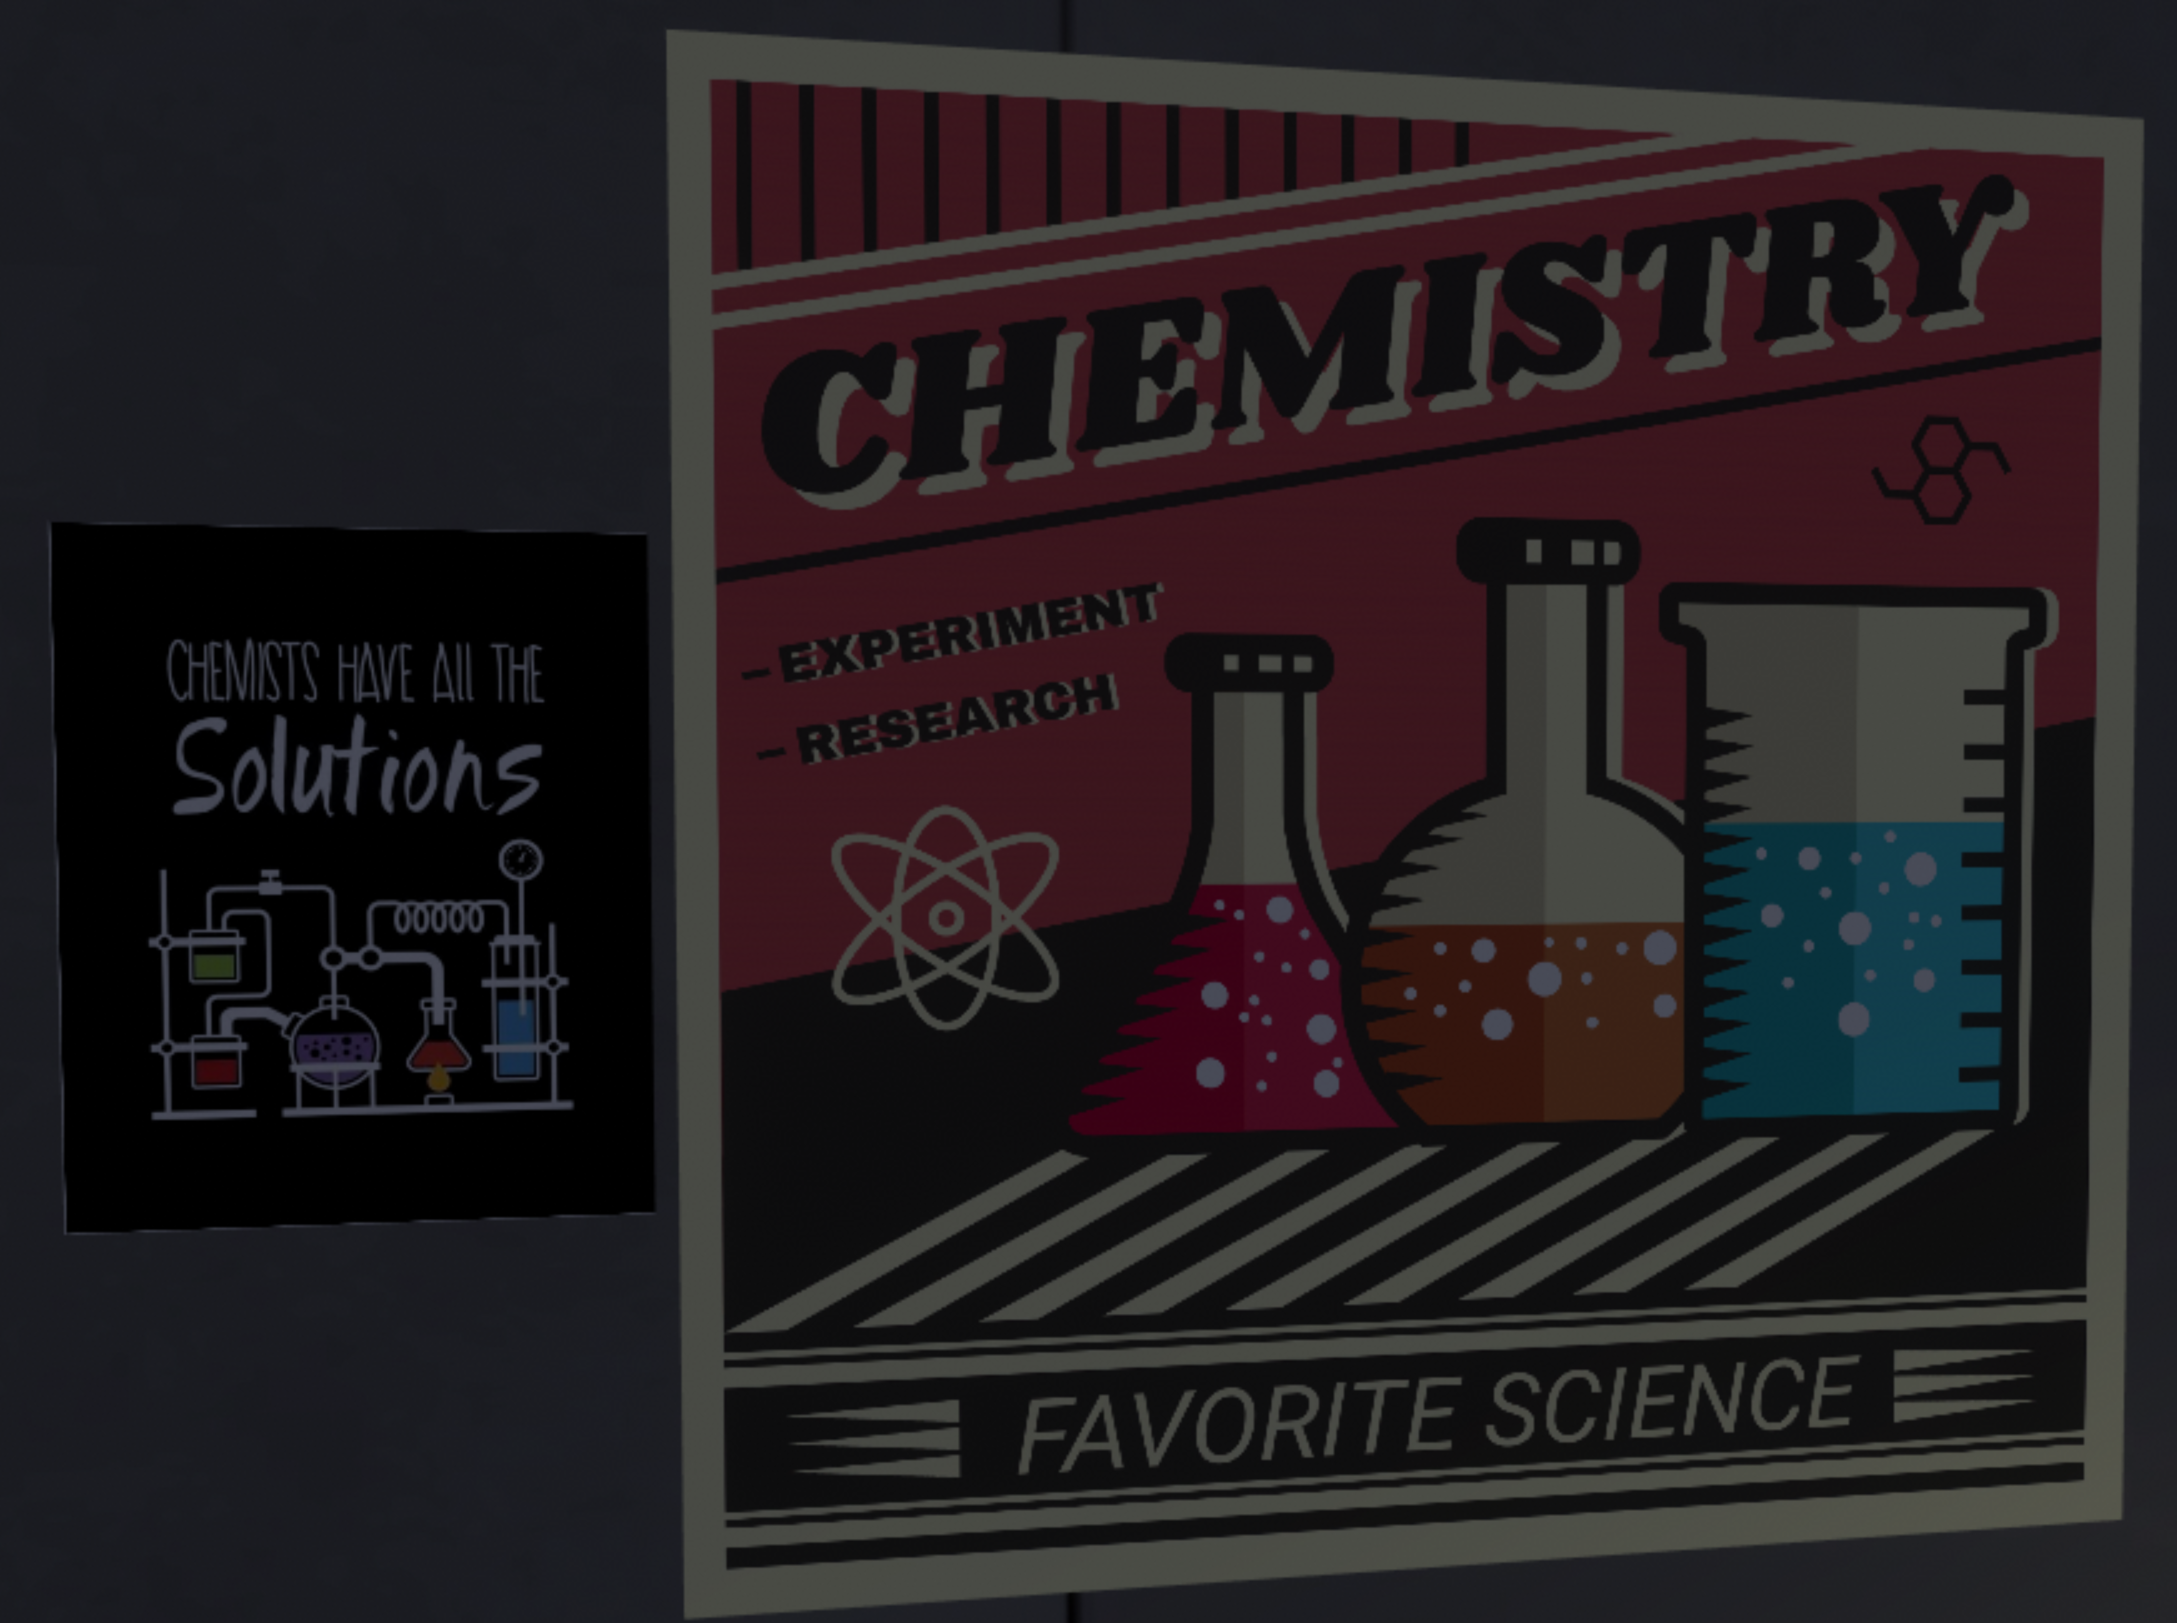 CHEMISTS HAVE ALL THE
Solutions
CHEMISTRY
– EXPERIMENT
– RESEARCH
FAVORITE SCIENCE